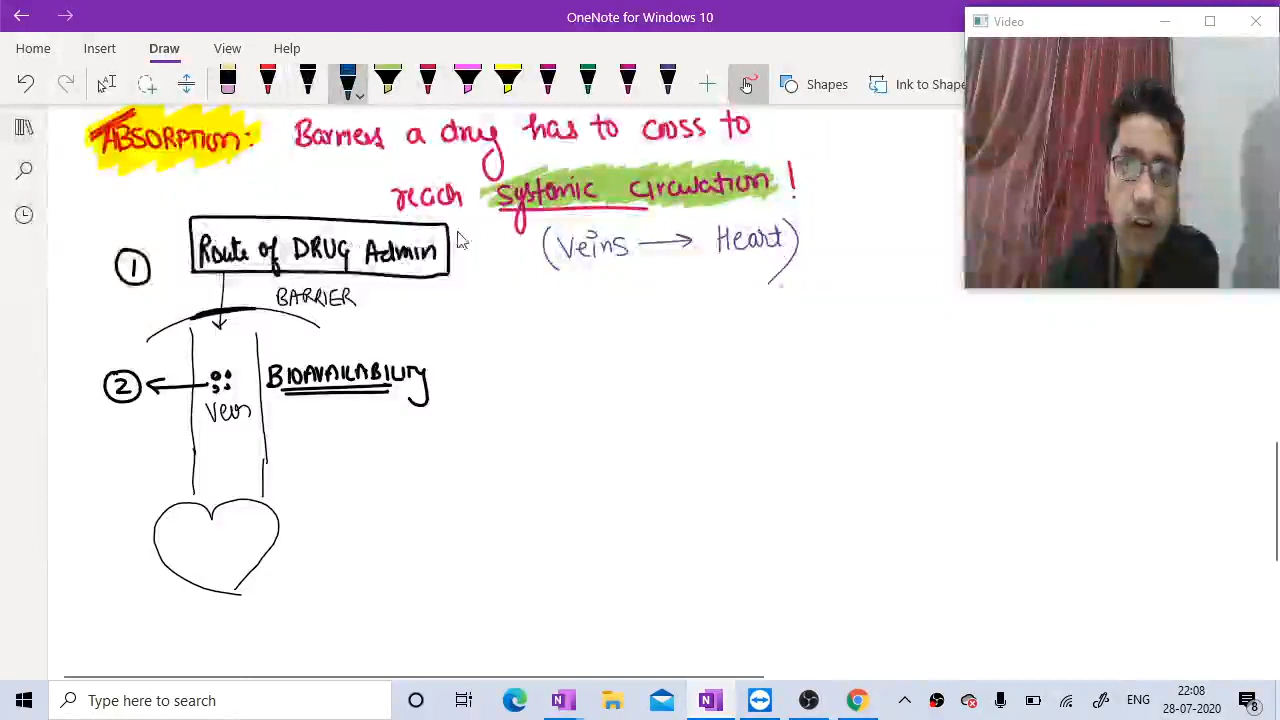 OneNote for Windows 10
Video
Home Insert Draw View Help
Shapes
Ink to Shape
ABSORPTION: Barriers a drug has to cross to
reach systemic circulation!
(Veins → Heart)
① Route of DRUG Admin
BARRIER
② ← BIOAVAILABILITY
Vein
Type here to search
ENG
22:08
28-07-2020
8